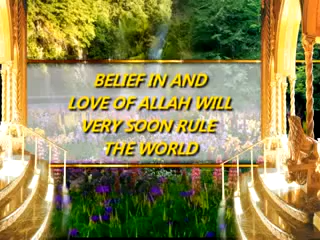 BELIEF IN AND
LOVE OF ALLAH WILL
VERY SOON RULE
THE WORLD